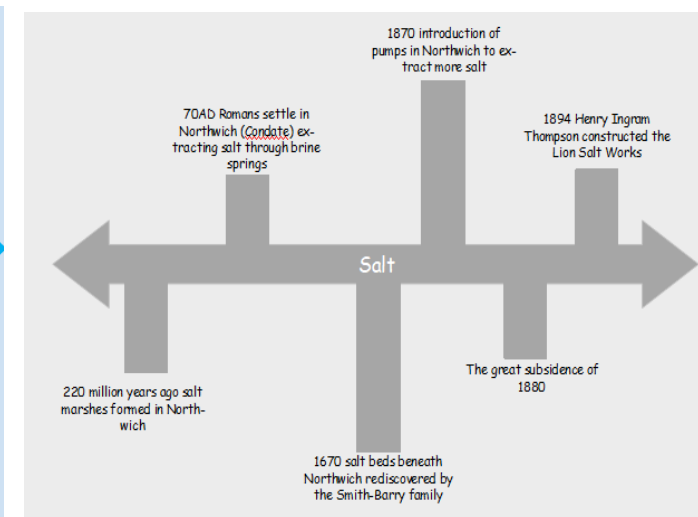 1870 introduction of
pumps in Northwich to ex-
tract more salt
70AD Romans settle in
Northwich (Condate) ex-
tracting salt through brine
springs
1894 Henry Ingram
Thompson constructed the
Lion Salt Works
Salt
220 million years ago salt
marshes formed in North-
wich
The great subsidence of
1880
1670 salt beds beneath
Northwich rediscovered by
the Smith-Barry family